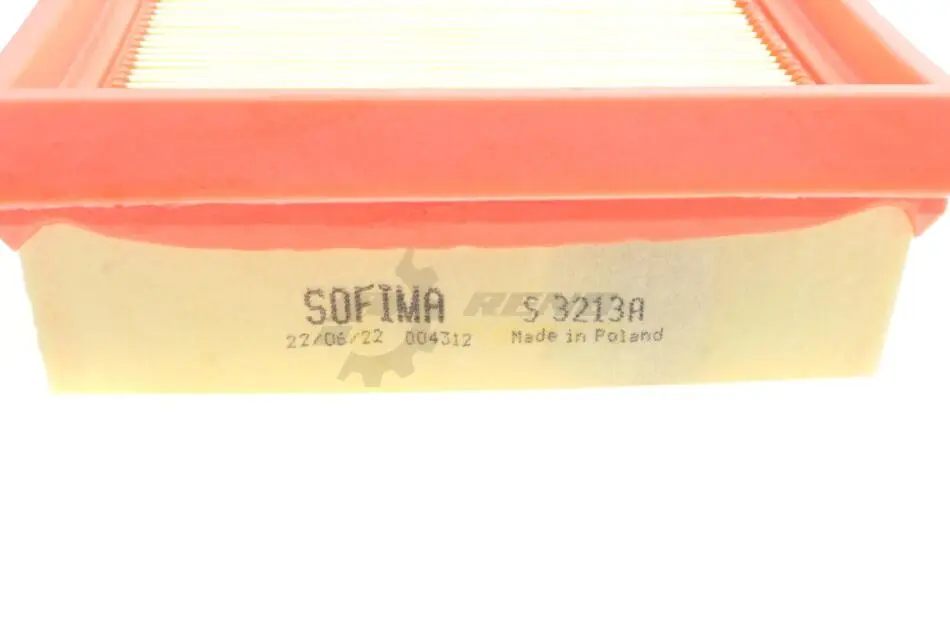 SOFIMA S 3213A
22/06/22 004312 Made in Poland